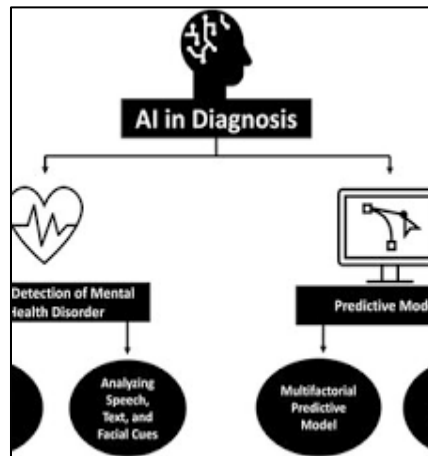 AI in Diagnosis
Detection of Mental
Health Disorder
Predictive Mod
Analyzing
Speech,
Text, and
Facial Cues
Multifactorial
Predictive
Model